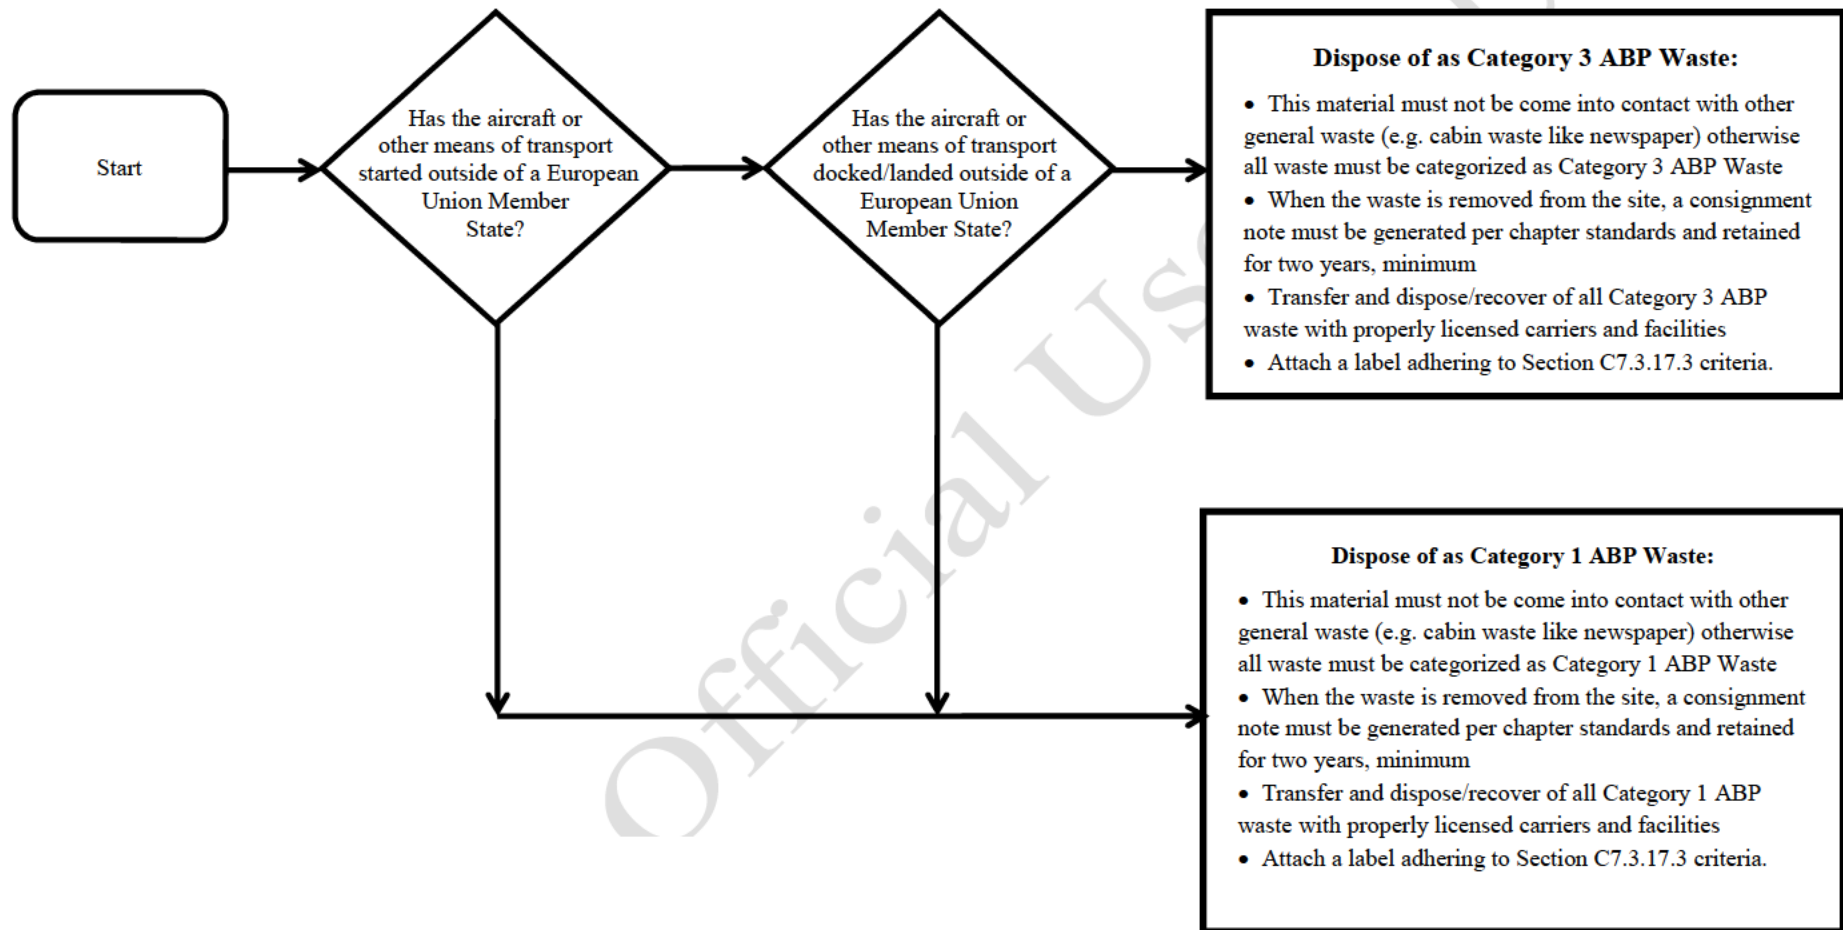 Start
Has the aircraft or
other means of transport
started outside of a European
Union Member
State?
Has the aircraft or
other means of transport
docked/landed outside of a
European Union
Member State?
Dispose of as Category 3 ABP Waste:
• This material must not be come into contact with other
general waste (e.g. cabin waste like newspaper) otherwise
all waste must be categorized as Category 3 ABP Waste
• When the waste is removed from the site, a consignment
note must be generated per chapter standards and retained
for two years, minimum
• Transfer and dispose/recover of all Category 3 ABP
waste with properly licensed carriers and facilities
• Attach a label adhering to Section C7.3.17.3 criteria.
Dispose of as Category 1 ABP Waste:
• This material must not be come into contact with other
general waste (e.g. cabin waste like newspaper) otherwise
all waste must be categorized as Category 1 ABP Waste
• When the waste is removed from the site, a consignment
note must be generated per chapter standards and retained
for two years, minimum
• Transfer and dispose/recover of all Category 1 ABP
waste with properly licensed carriers and facilities
• Attach a label adhering to Section C7.3.17.3 criteria.
Official Use